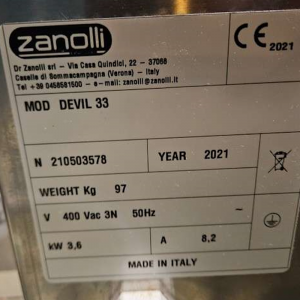 zanolli
CE 2021
Dr Zanolli srl - Via Casa Quindici, 22 - 37068
Caselle di Sommacampagna (Verona) - Italy
Tel +39 0458581500 - e-mail: zanolli@zanolli.it
MOD DEVIL 33
N 210503578 YEAR 2021
WEIGHT Kg 97
V 400 Vac 3N 50Hz ~
kW 3,6 A 8,2
MADE IN ITALY